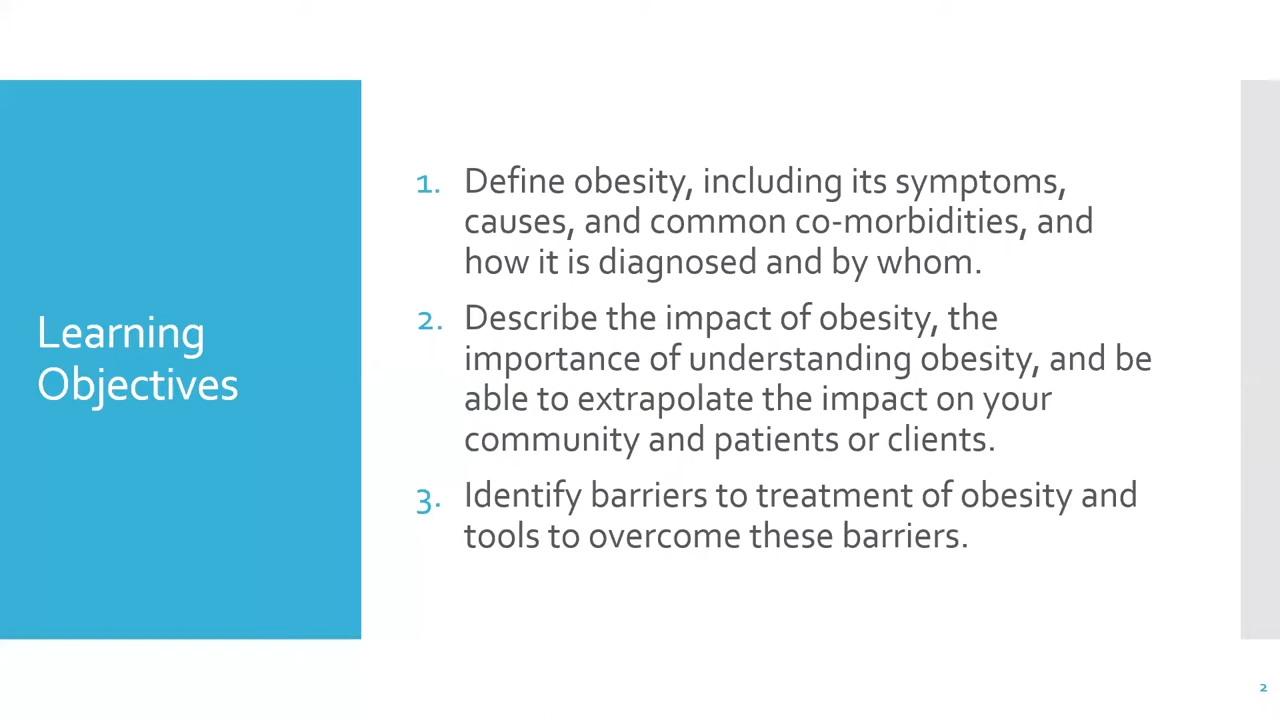 Learning
Objectives
1. Define obesity, including its symptoms,
causes, and common co-morbidities, and
how it is diagnosed and by whom.
2. Describe the impact of obesity, the
importance of understanding obesity, and be
able to extrapolate the impact on your
community and patients or clients.
3. Identify barriers to treatment of obesity and
tools to overcome these barriers.
2